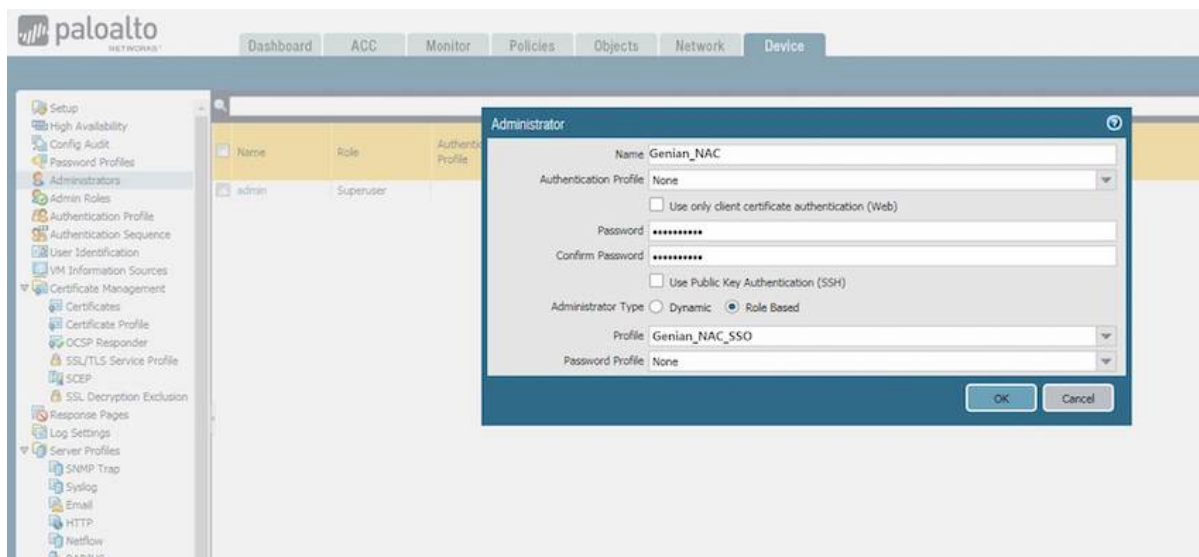 paloalto
NETWORKS
Dashboard ACC Monitor Policies Objects Network Device
Setup
High Availability
Config Audit
Password Profiles
Administrators
Admin Roles
Authentication Profile
Authentication Sequence
User Identification
VM Information Sources
Certificate Management
Certificates
Certificate Profile
OCSP Responder
SSL/TLS Service Profile
SCEP
SSL Decryption Exclusion
Response Pages
Log Settings
Server Profiles
SNMP Trap
Syslog
Email
HTTP
Netflow
Name Role
Profile
admin Superuser
Administrator
Name Genian_NAC
Authentication Profile None
Use only client certificate authentication (Web)
Password ••••••••••
Confirm Password ••••••••••
Use Public Key Authentication (SSH)
Administrator Type Dynamic Role Based
Profile Genian_NAC_SSO
Password Profile None
OK Cancel